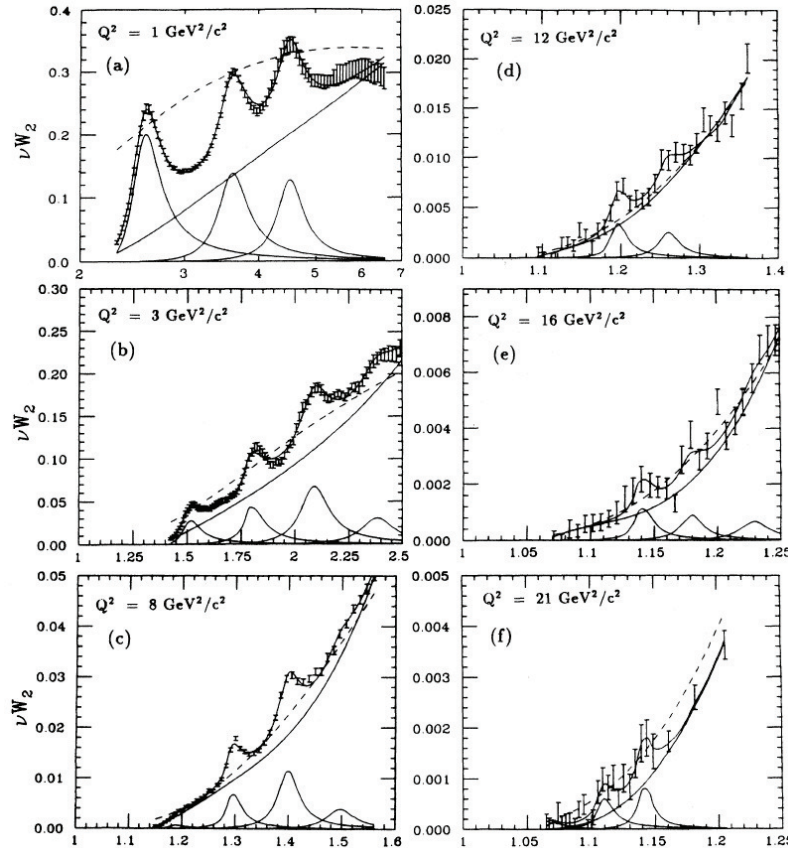 0.4
Q² = 1 GeV²/c²
(a)
0.3
νW₂
0.2
0.1
0.0
2 3 4 5 6 7
0.30
Q² = 3 GeV²/c²
0.25
(b)
0.20
νW₂
0.15
0.10
0.05
0.00
1 1.25 1.5 1.75 2 2.25 2.5
0.05
Q² = 8 GeV²/c²
0.04
(c)
0.03
νW₂
0.02
0.01
0.00
1 1.1 1.2 1.3 1.4 1.5 1.6
0.025
Q² = 12 GeV²/c²
0.020
(d)
0.015
0.010
0.005
0.000
1 1.1 1.2 1.3 1.4
0.008
Q² = 16 GeV²/c²
(e)
0.006
0.004
0.002
0.000
1 1.05 1.1 1.15 1.2 1.25
0.005
Q² = 21 GeV²/c²
0.004
(f)
0.003
0.002
0.001
0.000
1 1.05 1.1 1.15 1.2 1.25